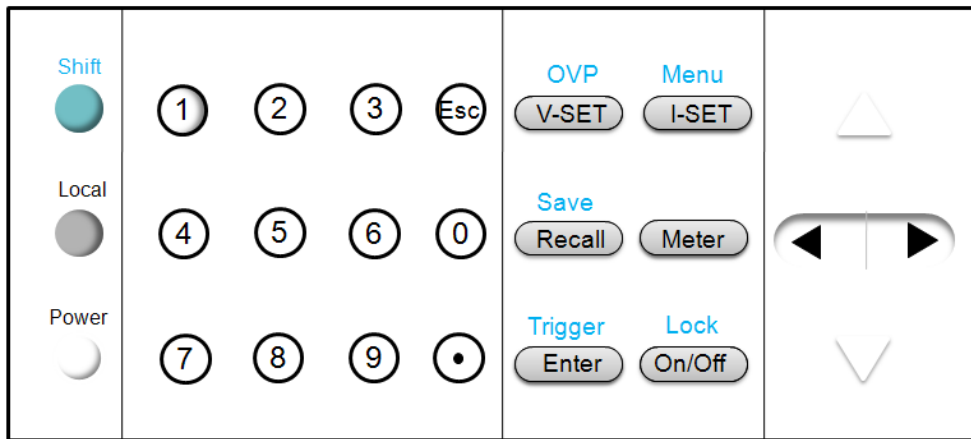 Shift
OVP Menu
1 2 3 Esc V-SET I-SET
Local
Save
4 5 6 0 Recall Meter
Power
Trigger Lock
7 8 9 • Enter On/Off